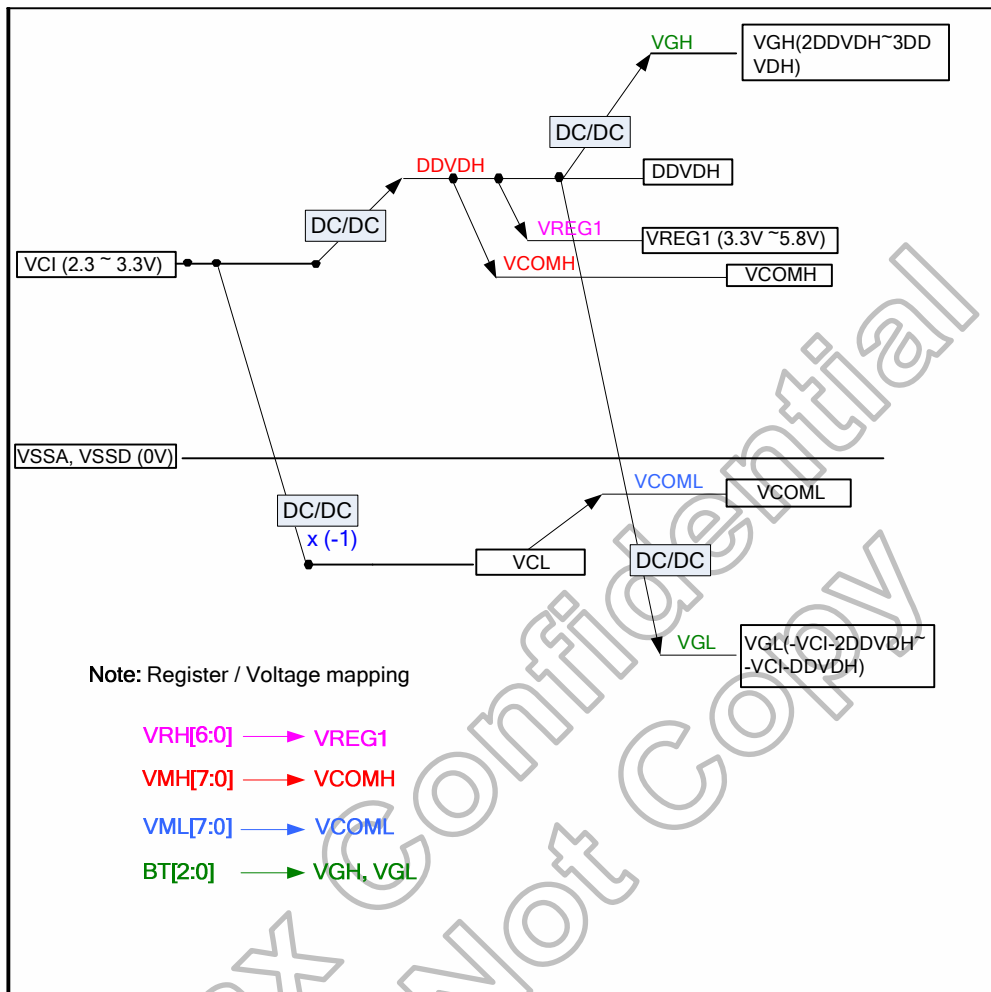 VGH
VGH(2DDVDH~3DD
VDH)
DC/DC
DDVDH
DDVDH
DC/DC
VREG1
VREG1 (3.3V ~5.8V)
VCI (2.3 ~ 3.3V)
VCOMH
VCOMH
VSSA, VSSD (0V)
VCOML
VCOML
DC/DC
x (-1)
VCL
DC/DC
VGL
VGL(-VCI-2DDVDH~
-VCI-DDVDH)
Note: Register / Voltage mapping
VRH[6:0] VREG1
VMH[7:0] VCOMH
VML[7:0] VCOML
BT[2:0] VGH, VGL
Confidential
Not Copy